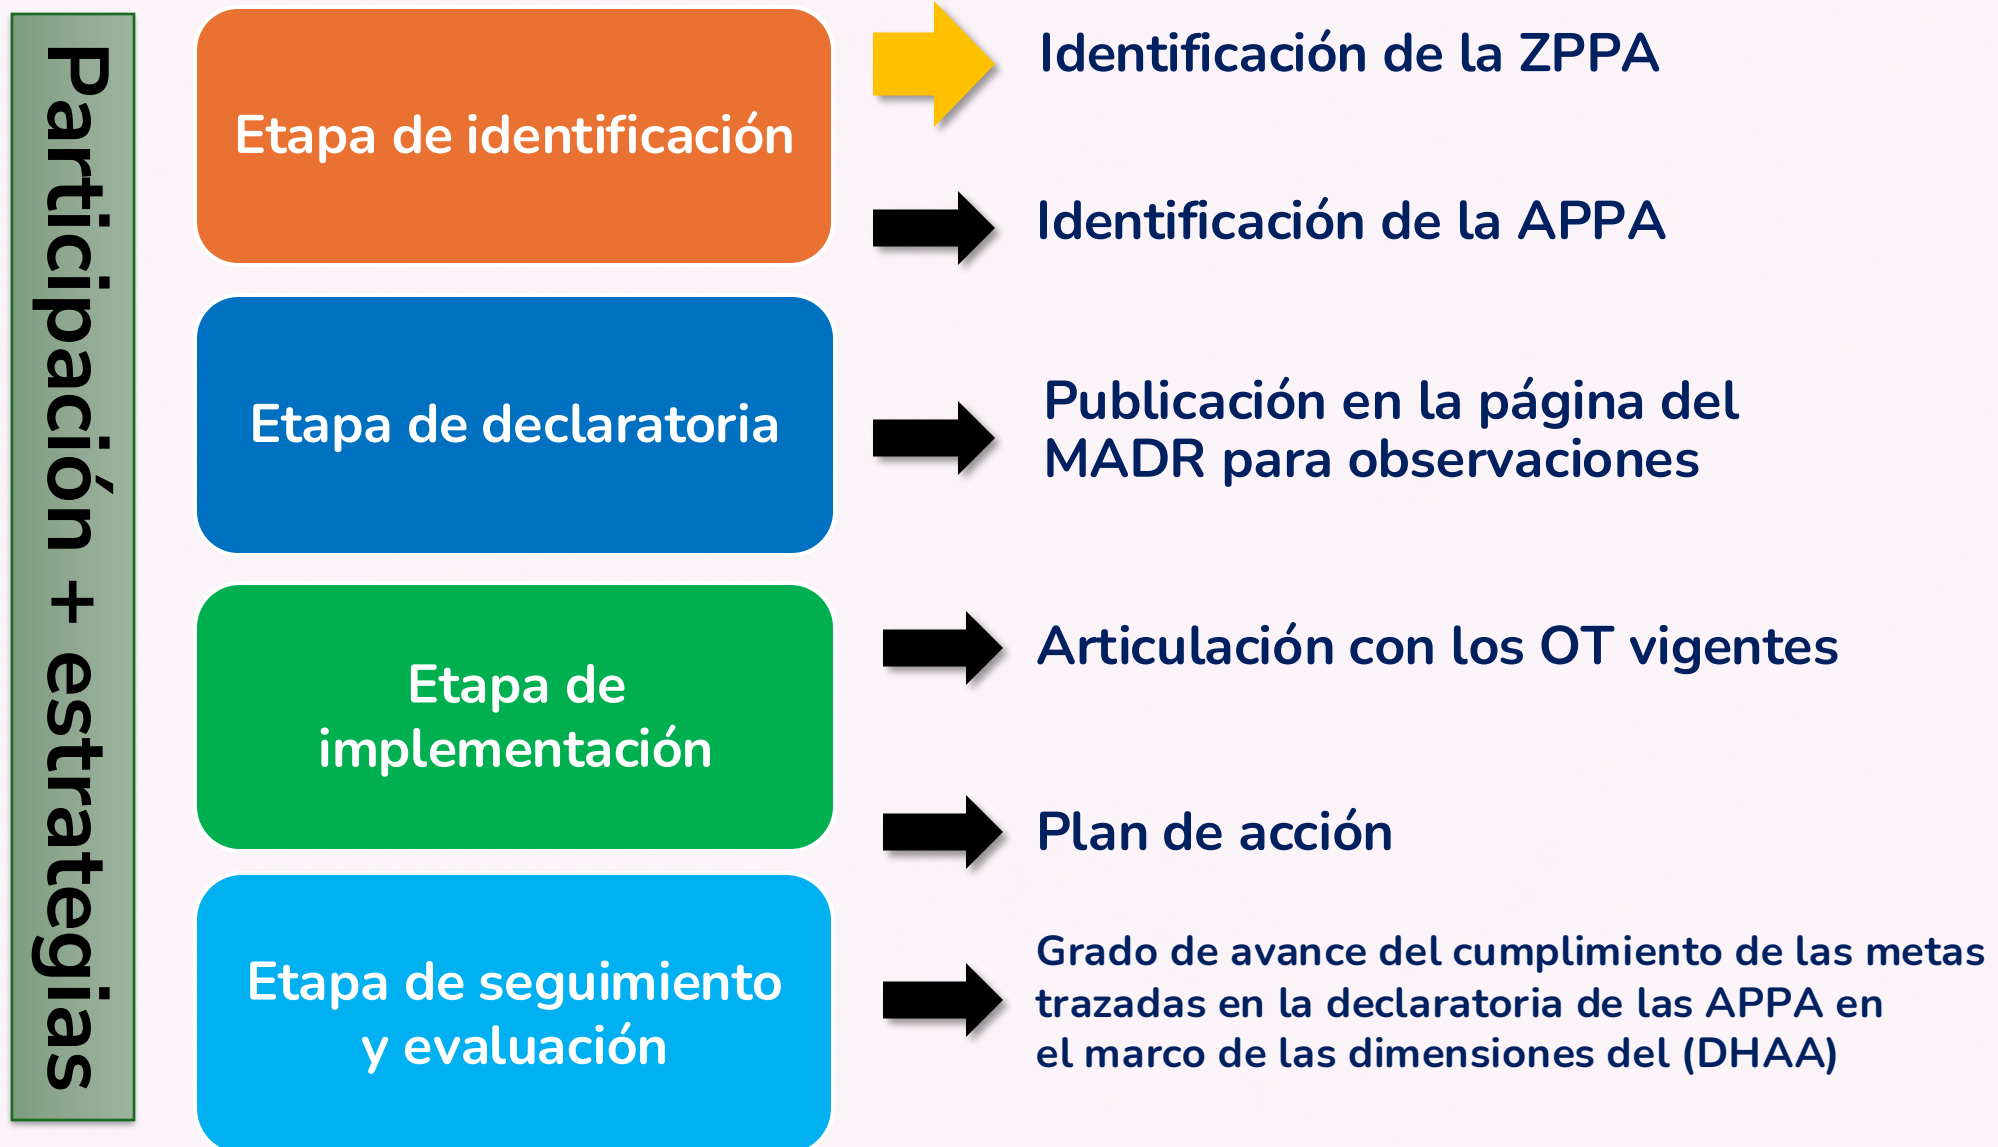 Participación + estrategias
Etapa de identificación
Identificación de la ZPPA
Identificación de la APPA
Etapa de declaratoria
Publicación en la página del
MADR para observaciones
Etapa de
implementación
Articulación con los OT vigentes
Plan de acción
Etapa de seguimiento
y evaluación
Grado de avance del cumplimiento de las metas
trazadas en la declaratoria de las APPA en
el marco de las dimensiones del (DHAA)